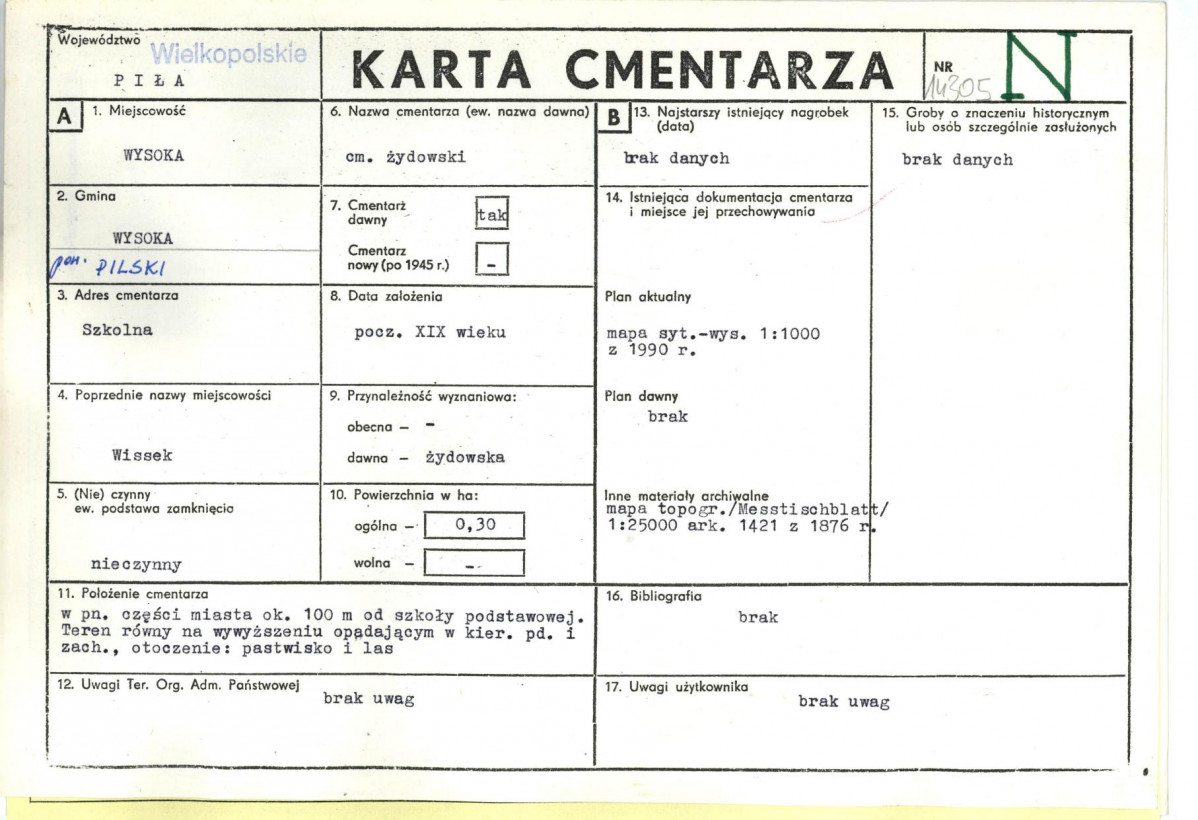 Województwo
Wielkopolskie
PIŁA
KARTA CMENTARZA
NR
14305
N
A
1. Miejscowość
WYSOKA
2. Gmina
WYSOKA
pow. PILSKI
3. Adres cmentarza
Szkolna
4. Poprzednie nazwy miejscowości
Wissek
5. (Nie) czynny
ew. podstawa zamknięcia
nieczynny
6. Nazwa cmentarza (ew. nazwa dawna)
cm. żydowski
7. Cmentarz
dawny
tak
Cmentarz
nowy (po 1945 r.)
-
8. Data założenia
pocz. XIX wieku
9. Przynależność wyznaniowa:
obecna – -
dawna – żydowska
10. Powierzchnia w ha:
ogólna – 0,30
wolna – -
11. Położenie cmentarza
w pn. części miasta ok. 100 m od szkoły podstawowej.
Teren równy na wywyższeniu opadającym w kier. pd. i
zach., otoczenie: pastwisko i las
12. Uwagi Ter. Org. Adm. Państwowej
brak uwag
B
13. Najstarszy istniejący nagrobek
(data)
brak danych
14. Istniejąca dokumentacja cmentarza
i miejsce jej przechowywania
Plan aktualny
mapa syt.-wys. 1:1000
z 1990 r.
Plan dawny
brak
Inne materiały archiwalne
mapa topogr./Messtischblatt/
1:25000 ark. 1421 z 1876 r.
15. Groby o znaczeniu historycznym
lub osób szczególnie zasłużonych
brak danych
16. Bibliografia
brak
17. Uwagi użytkownika
brak uwag